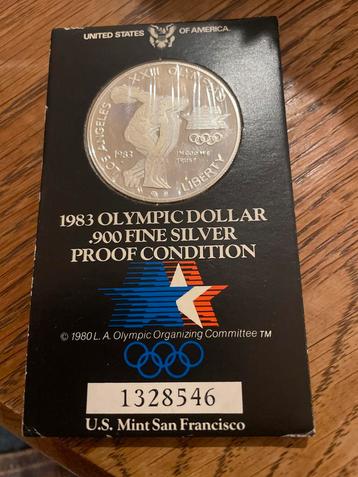 UNITED STATES OF AMERICA.
LOS ANGELES XXIII OLYMPIAD
1983
IN GOD WE
TRUST
LIBERTY
1983 OLYMPIC DOLLAR
.900 FINE SILVER
PROOF CONDITION
© 1980 L.A. Olympic Organizing Committee TM
1328546
U.S. Mint San Francisco